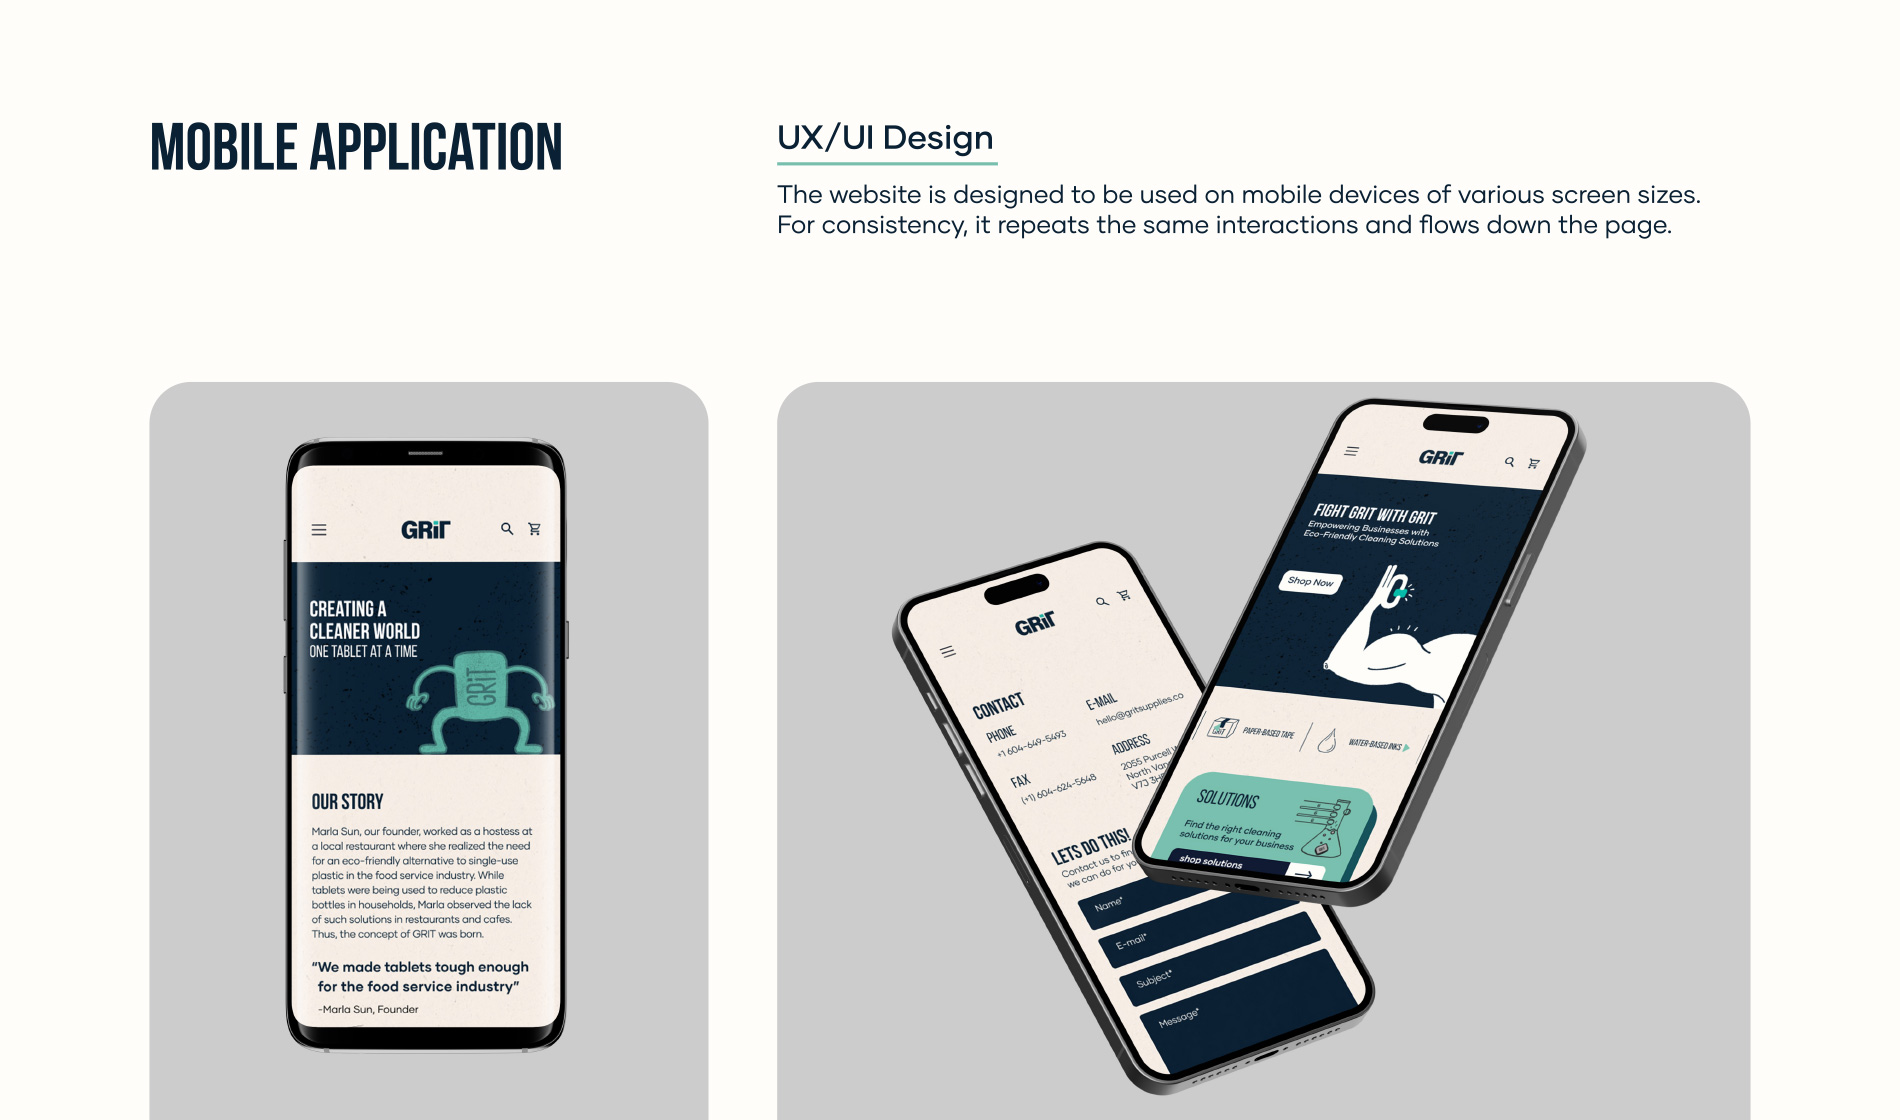 MOBILE APPLICATION
UX/UI Design
The website is designed to be used on mobile devices of various screen sizes.
For consistency, it repeats the same interactions and flows down the page.
GRiT
CREATING A
CLEANER WORLD
ONE TABLET AT A TIME
GRiT
OUR STORY
Marla Sun, our founder, worked as a hostess at
a local restaurant where she realized the need
for an eco-friendly alternative to single-use
plastic in the food service industry. While
tablets were being used to reduce plastic
bottles in households, Marla observed the lack
of such solutions in restaurants and cafes.
Thus, the concept of GRiT was born.
“We made tablets tough enough
for the food service industry”
-Marla Sun, Founder
GRiT
CONTACT
PHONE
+1 604-649-5493
FAX
(+1) 604-624-5648
E-MAIL
hello@gritsupplies.co
ADDRESS
2055 Purcell
North
V7J
LETS DO THIS!
Contact us to
we can do for
Name*
E-mail*
Subject*
Message*
GRiT
FIGHT GRIT WITH GRIT
Empowering Businesses with
Eco-Friendly Cleaning Solutions
Shop Now
GRiT
PAPER-BASED TAPE
WATER-BASED INKS
SOLUTIONS
Find the right cleaning
solutions for your business
shop solutions